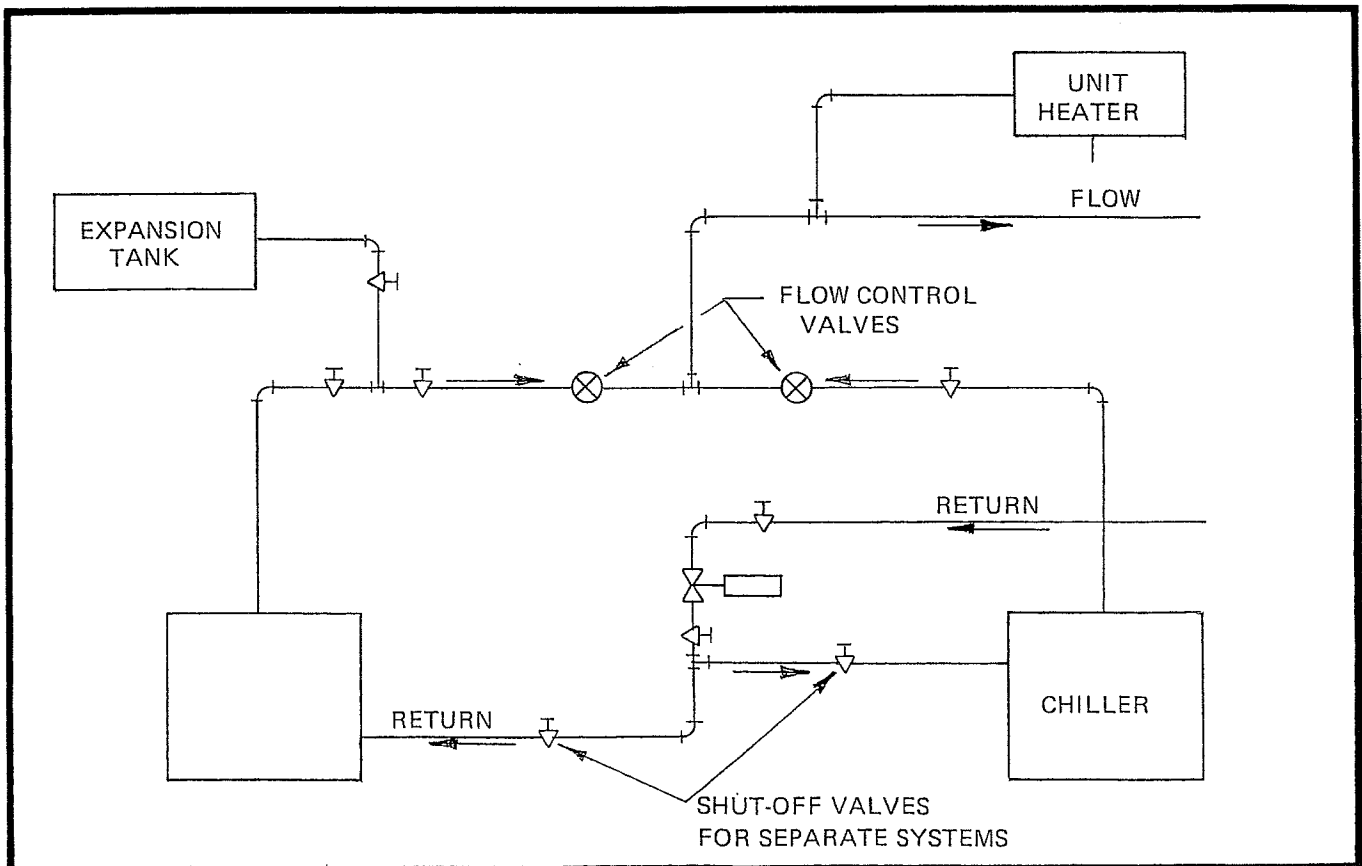 UNIT
HEATER
FLOW
EXPANSION
TANK
FLOW CONTROL
VALVES
RETURN
CHILLER
RETURN
SHUT-OFF VALVES
FOR SEPARATE SYSTEMS